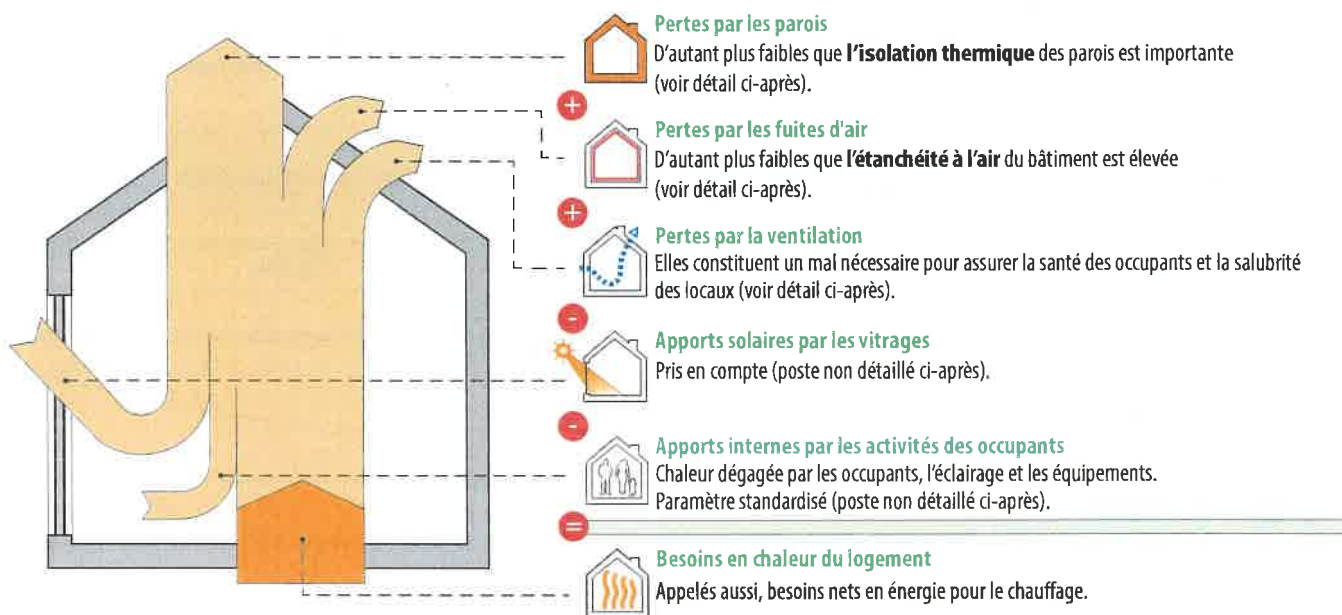 Pertes par les parois
D'autant plus faibles que l'isolation thermique des parois est importante
(voir détail ci-après).
+
Pertes par les fuites d'air
D'autant plus faibles que l'étanchéité à l'air du bâtiment est élevée
(voir détail ci-après).
+
Pertes par la ventilation
Elles constituent un mal nécessaire pour assurer la santé des occupants et la salubrité
des locaux (voir détail ci-après).
-
Apports solaires par les vitrages
Pris en compte (poste non détaillé ci-après).
-
Apports internes par les activités des occupants
Chaleur dégagée par les occupants, l'éclairage et les équipements.
Paramètre standardisé (poste non détaillé ci-après).
=
Besoins en chaleur du logement
Appelés aussi, besoins nets en énergie pour le chauffage.